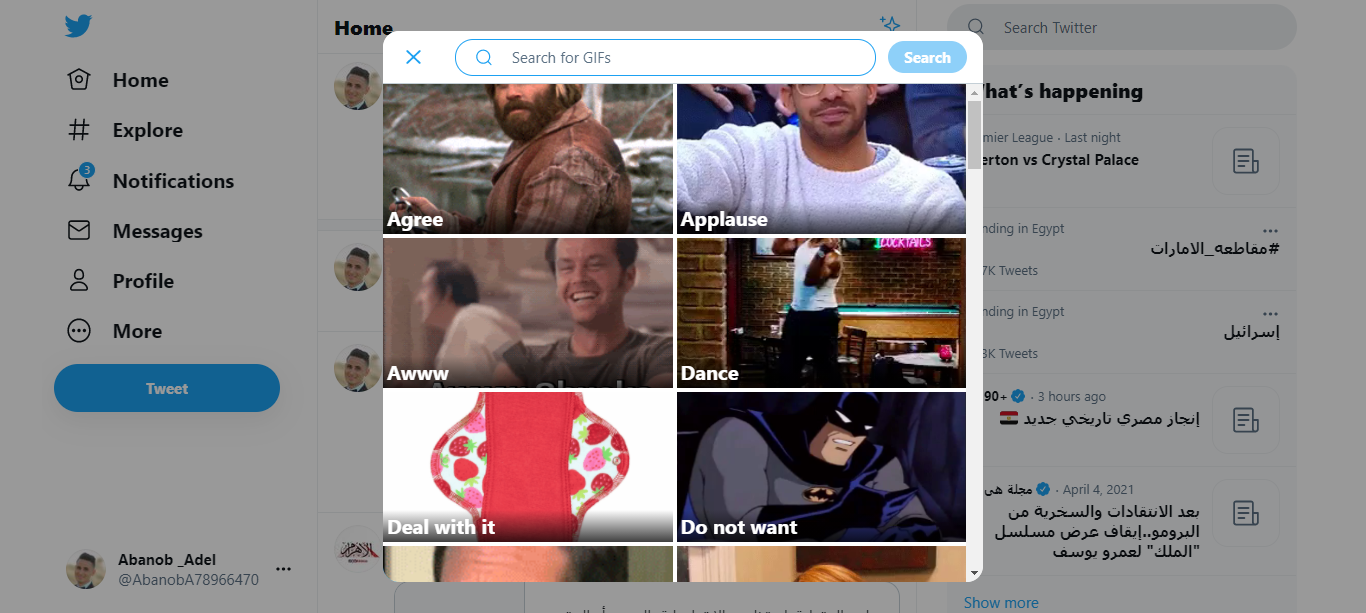 Home
Explore
3
Notifications
Messages
Profile
More
Tweet
Abanob _Adel
@AbanobA78966470
Home
Search for GIFs
Search
Agree
Applause
COCKTAILS
Awww
Dance
Deal with it
Do not want
Search Twitter
hat's happening
mier League · Last night
erton vs Crystal Palace
nding in Egypt
#مقاطعه_الامارات
7K Tweets
nding in Egypt
إسرائيل
3K Tweets
90+ · 3 hours ago
إنجاز مصري تاريخي جديد
مجلة هي · April 4, 2021
بعد الانتقادات والسخرية من
البرومو..إيقاف عرض مسلسل
"الملك" لعمرو يوسف
Show more